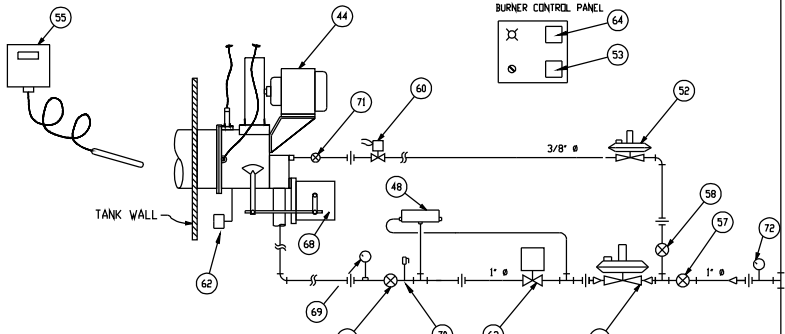 BURNER CONTROL PANEL
55
44
64
53
71
60
52
3/8" ø
48
58
57
72
TANK WALL
62
68
69
1" ø
1" ø